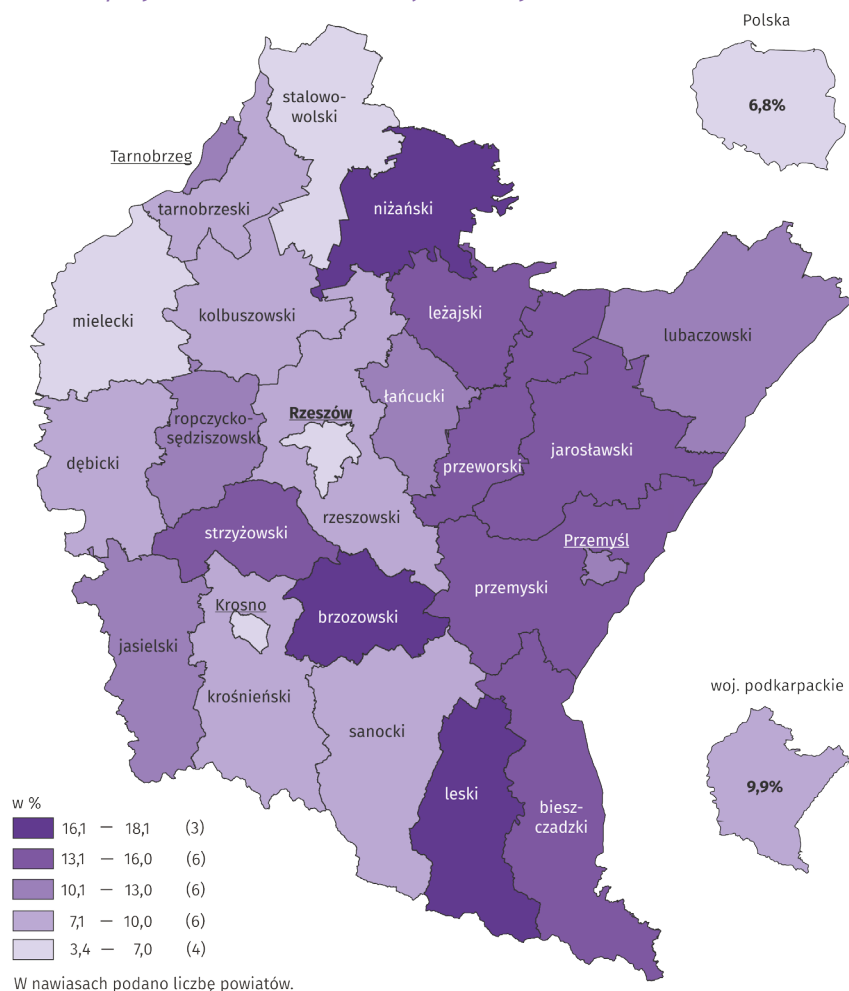 Polska
6,8%
stalowo-
wolski
Tarnobrzeg
tarnobrzeski
niżański
mielecki
kolbuszowski
leżajski
lubaczowski
łańcucki
ropczycko-
sędziszowski
Rzeszów
dębicki
przeworski
jarosławski
rzeszowski
strzyżowski
Przemyśl
przemyski
Krosno
brzozowski
jasielski
krośnieński
sanocki
leski
biesz-
czadzki
woj. podkarpackie
9,9%
w %
16,1 — 18,1 (3)
13,1 — 16,0 (6)
10,1 — 13,0 (6)
7,1 — 10,0 (6)
3,4 — 7,0 (4)
W nawiasach podano liczbę powiatów.